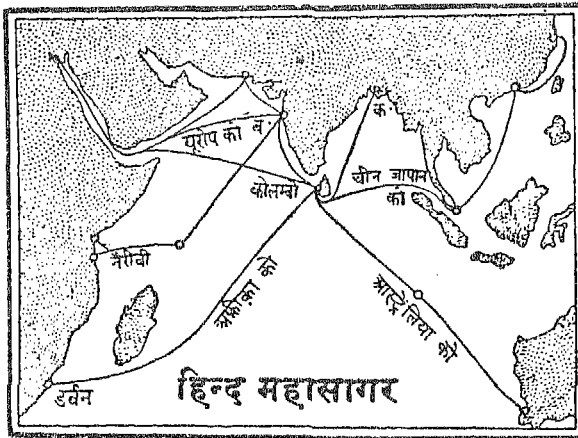 यूरोप को
ब.
क.
चीन जापान
को
कोलम्बो
नैरोबी
अफ्रीका को
आस्ट्रेलिया को
डर्बन
हिन्द महासागर